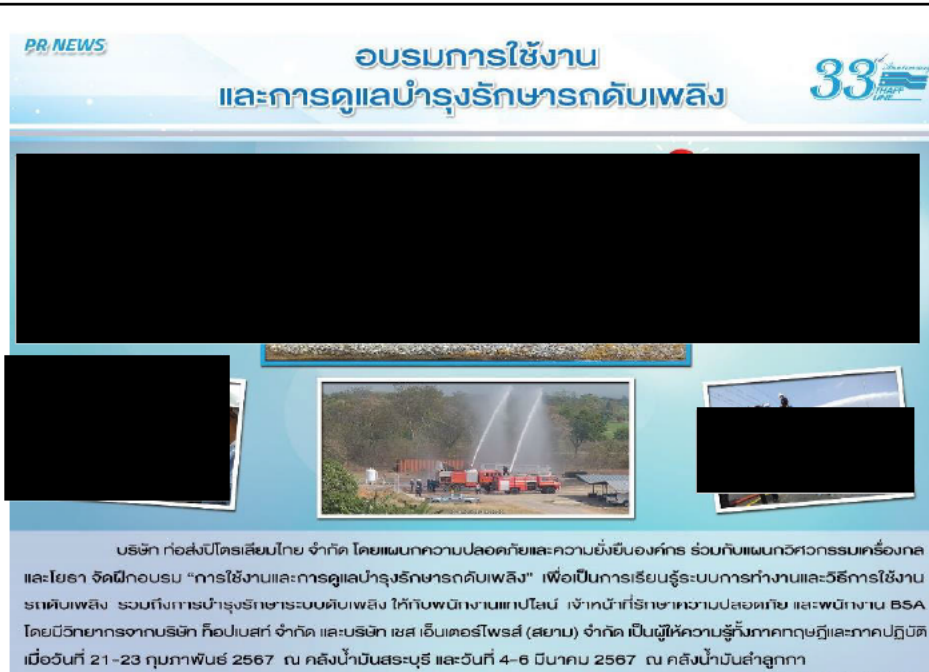 PR NEWS
อบรมการใช้งาน
และการดูแลบำรุงรักษารถดับเพลิง
33
THAPPLINE
บริษัท ท่อส่งปิโตรเลียมไทย จำกัด โดยแผนกความปลอดภัยและความยั่งยืนองค์กร ร่วมกับแผนกวิศวกรรมเครื่องกล
และโยธา จัดฝึกอบรม “การใช้งานและการดูแลบำรุงรักษารถดับเพลิง” เพื่อเป็นการเรียนรู้ระบบการทำงานและวิธีการใช้งาน
รถดับเพลิง รวมถึงการบำรุงรักษาระบบดับเพลิง ให้กับพนักงานแทปไลน์ เจ้าหน้าที่รักษาความปลอดภัย และพนักงาน BSA
โดยมีวิทยากรจากบริษัท ท็อปเบสท์ จำกัด และบริษัท เชส เอ็นเตอร์ไพรส์ (สยาม) จำกัด เป็นผู้ให้ความรู้ทั้งภาคทฤษฎีและภาคปฏิบัติ
เมื่อวันที่ 21-23 กุมภาพันธ์ 2567 ณ คลังน้ำมันสระบุรี และวันที่ 4-6 มีนาคม 2567 ณ คลังน้ำมันลำลูกกา